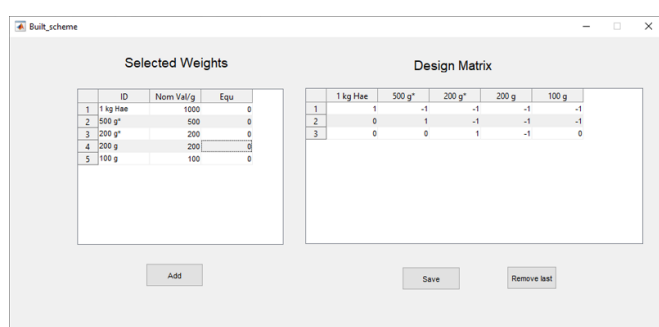 Built_scheme
Selected Weights
ID Nom Val/g Equ
1 1 kg Hae 1000 0
2 500 g* 500 0
3 200 g* 200 0
4 200 g 200 0
5 100 g 100 0
Add
Design Matrix
1 kg Hae 500 g* 200 g* 200 g 100 g
1 1 -1 -1 -1 -1
2 0 1 -1 -1 -1
3 0 0 1 -1 0
Save Remove last